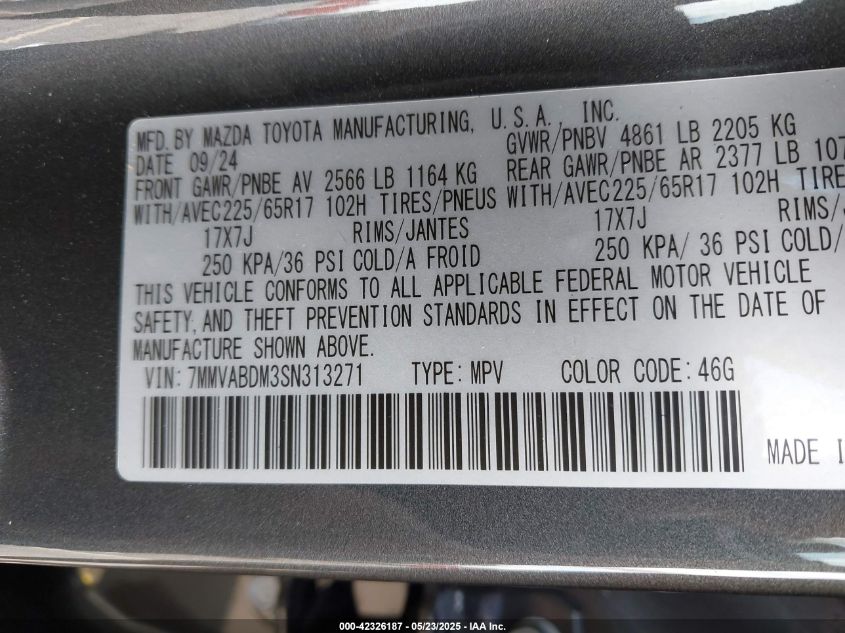 MFD. BY MAZDA TOYOTA MANUFACTURING, U.S.A., INC.
DATE 09/24 GVWR/PNBV 4861 LB 2205 KG
FRONT GAWR/PNBE AV 2566 LB 1164 KG REAR GAWR/PNBE AR 2377 LB
WITH/AVEC225/65R17 102H TIRES/PNEUS WITH/AVEC225/65R17 102H TIRE
17X7J RIMS/JANTES 17X7J RIMS/
250 KPA/36 PSI COLD/A FROID 250 KPA/ 36 PSI COLD/
THIS VEHICLE CONFORMS TO ALL APPLICABLE FEDERAL MOTOR VEHICLE
SAFETY, AND THEFT PREVENTION STANDARDS IN EFFECT ON THE DATE OF
MANUFACTURE SHOWN ABOVE.
VIN: 7MMVABDM3SN313271 TYPE: MPV COLOR CODE: 46G
MADE I
000-42326187 - 05/23/2025 - IAA Inc.